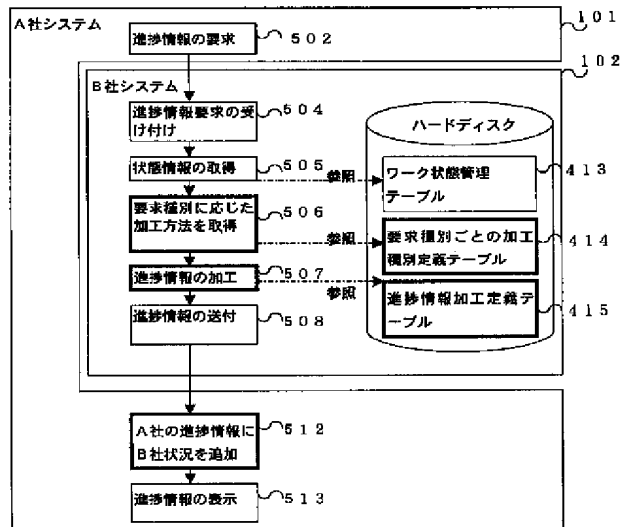 A社システム
101
進捗情報の要求
502
102
B社システム
進捗情報要求の受
け付け
504
ハードディスク
状態情報の取得
505
参照
ワーク状態管理
テーブル
413
要求種別に応じた
加工方法を取得
506
参照
要求種別ごとの加工
種別定義テーブル
414
進捗情報の加工
507
参照
進捗情報加工定義テ
ーブル
415
進捗情報の送付
508
A社の進捗情報に
B社状況を追加
512
進捗情報の表示
513